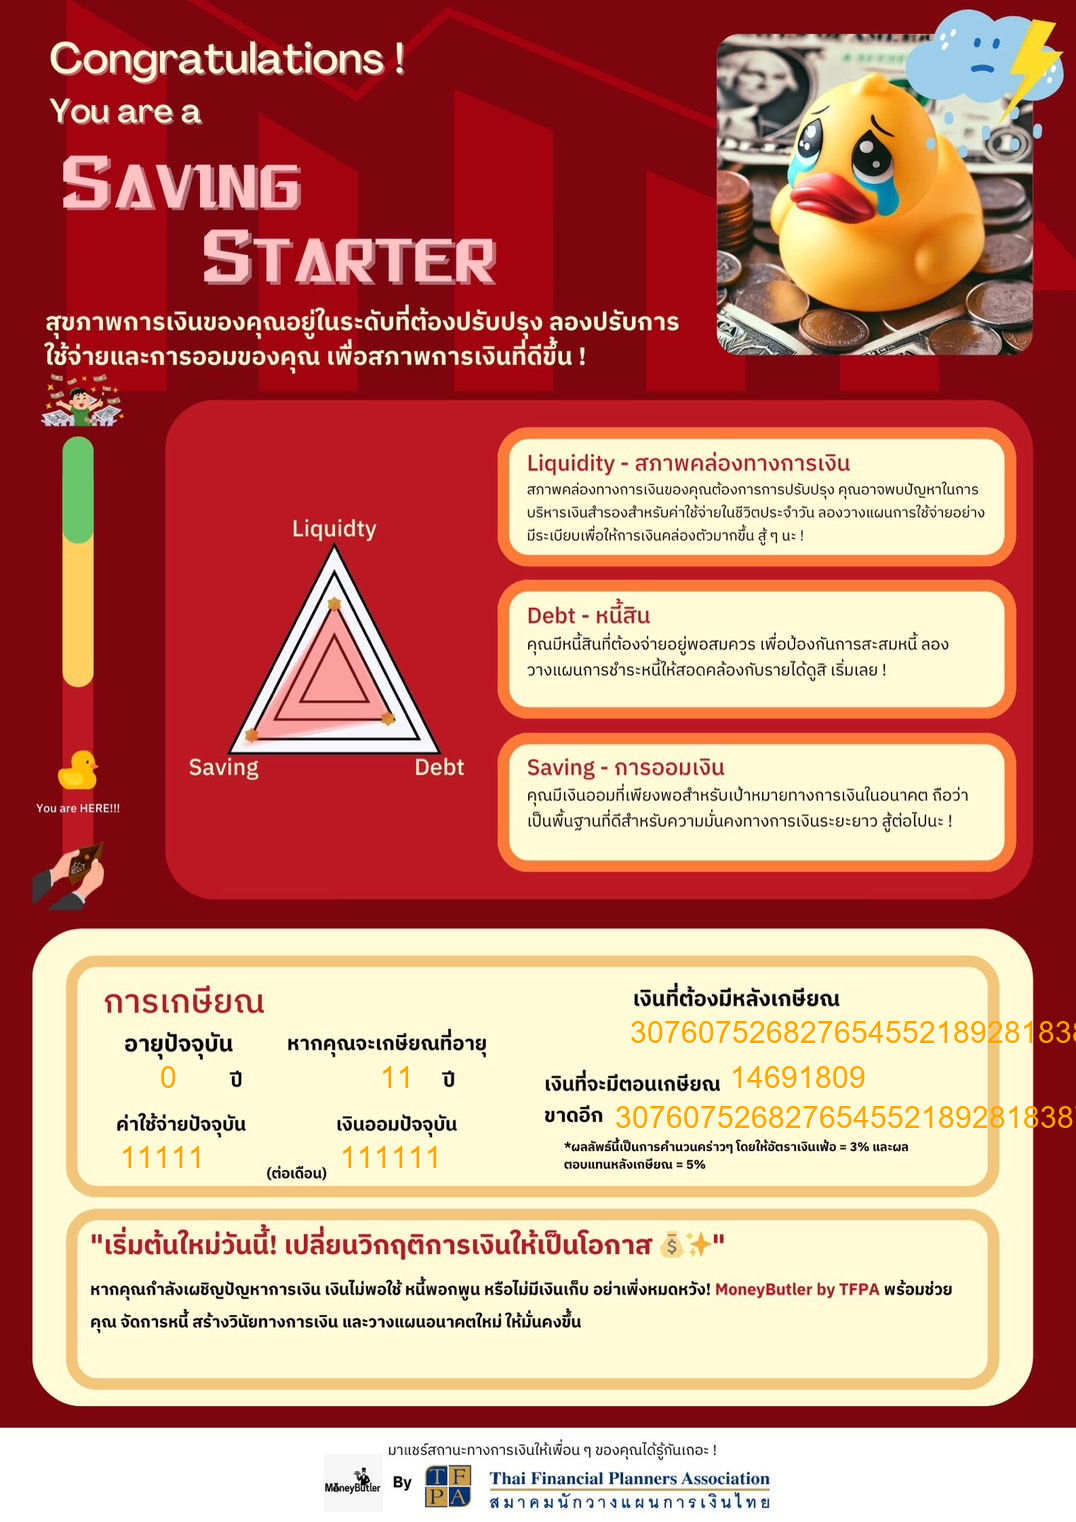 Congratulations !
You are a
SAVING
STARTER
สุขภาพการเงินของคุณอยู่ในระดับที่ต้องปรับปรุง ลองปรับการ
ใช้จ่ายและการออมของคุณ เพื่อสภาพการเงินที่ดีขึ้น !
Liquidity - สภาพคล่องทางการเงิน
สภาพคล่องทางการเงินของคุณต้องการการปรับปรุง คุณอาจพบปัญหาในการ
บริหารเงินสำรองสำหรับค่าใช้จ่ายในชีวิตประจำวัน ลองวางแผนการใช้จ่ายอย่าง
มีระเบียบเพื่อให้การเงินคล่องตัวมากขึ้น สู้ ๆ นะ !
Liquidty
Saving
Debt
Debt - หนี้สิน
คุณมีหนี้สินที่ต้องจ่ายอยู่พอสมควร เพื่อป้องกันการสะสมหนี้ ลอง
วางแผนการชำระหนี้ให้สอดคล้องกับรายได้ดูสิ เริ่มเลย !
Saving - การออมเงิน
คุณมีเงินออมที่เพียงพอสำหรับเป้าหมายทางการเงินในอนาคต ถือว่า
เป็นพื้นฐานที่ดีสำหรับความมั่นคงทางการเงินระยะยาว สู้ต่อไปนะ !
You are HERE!!!
การเกษียณ
อายุปัจจุบัน
0 ปี
หากคุณจะเกษียณที่อายุ
11 ปี
ค่าใช้จ่ายปัจจุบัน
11111
(ต่อเดือน)
เงินออมปัจจุบัน
111111
เงินที่ต้องมีหลังเกษียณ
307607526827654552189281838
เงินที่จะมีตอนเกษียณ 14691809
ขาดอีก 3076075268276545521892818387
*ผลลัพธ์นี้เป็นการคำนวนคร่าวๆ โดยให้อัตราเงินเฟ้อ = 3% และผล
ตอบแทนหลังเกษียณ = 5%
"เริ่มต้นใหม่วันนี้! เปลี่ยนวิกฤติการเงินให้เป็นโอกาส 💰✨"
หากคุณกำลังเผชิญปัญหาการเงิน เงินไม่พอใช้ หนี้พอกพูน หรือไม่มีเงินเก็บ อย่าเพิ่งหมดหวัง! MoneyButler by TFPA พร้อมช่วย
คุณ จัดการหนี้ สร้างวินัยทางการเงิน และวางแผนอนาคตใหม่ ให้มั่นคงขึ้น
มาแชร์สถานะทางการเงินให้เพื่อน ๆ ของคุณได้รู้กันเถอะ !
MoneyButler
By
TFPA
Thai Financial Planners Association
สมาคมนักวางแผนการเงินไทย